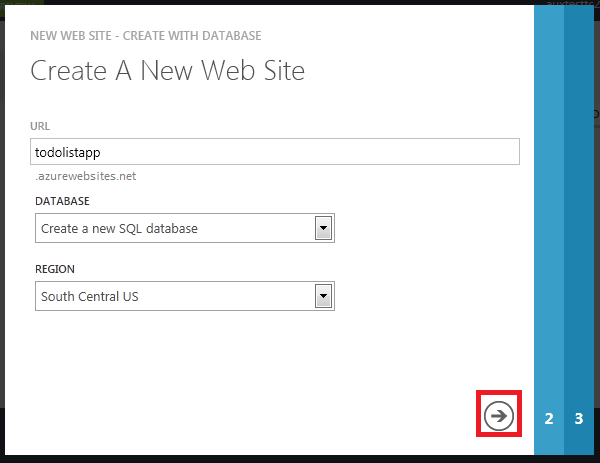 NEW WEB SITE - CREATE WITH DATABASE
Create A New Web Site
URL
todolistapp
.azurewebsites.net
DATABASE
Create a new SQL database
REGION
South Central US
2 3